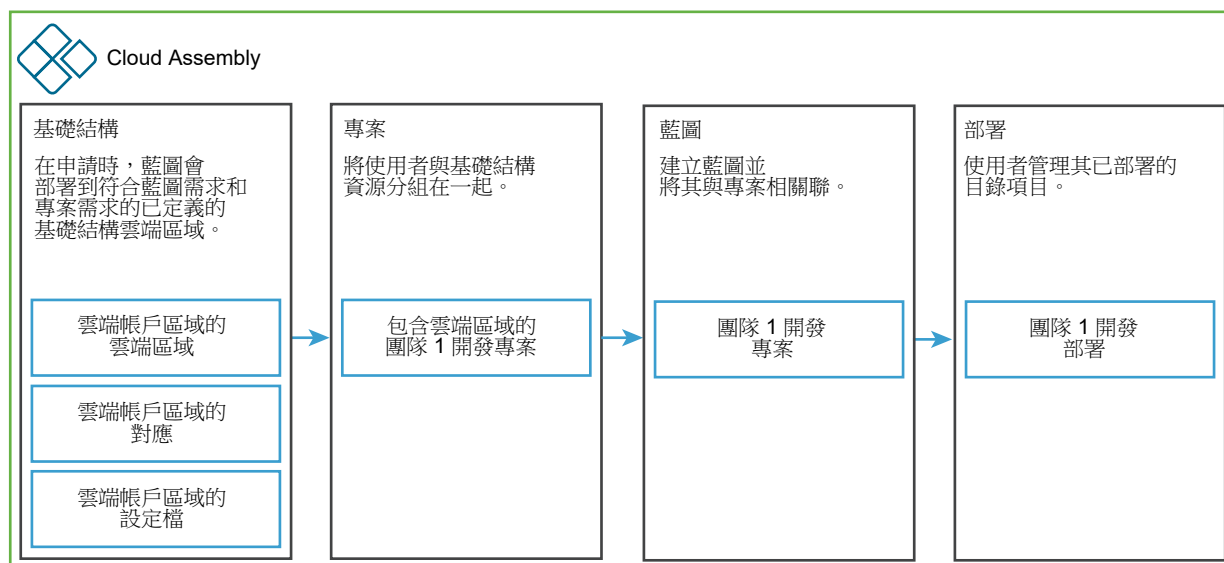 Cloud Assembly
基礎結構
在申請時，藍圖會
部署到符合藍圖需求和
專案需求的已定義的
基礎結構雲端區域。
雲端帳戶區域的
雲端區域
雲端帳戶區域的
對應
雲端帳戶區域的
設定檔
專案
將使用者與基礎結構
資源分組在一起。
包含雲端區域的
團隊 1 開發專案
藍圖
建立藍圖並
將其與專案相關聯。
團隊 1 開發
專案
部署
使用者管理其已部署的
目錄項目。
團隊 1 開發
部署